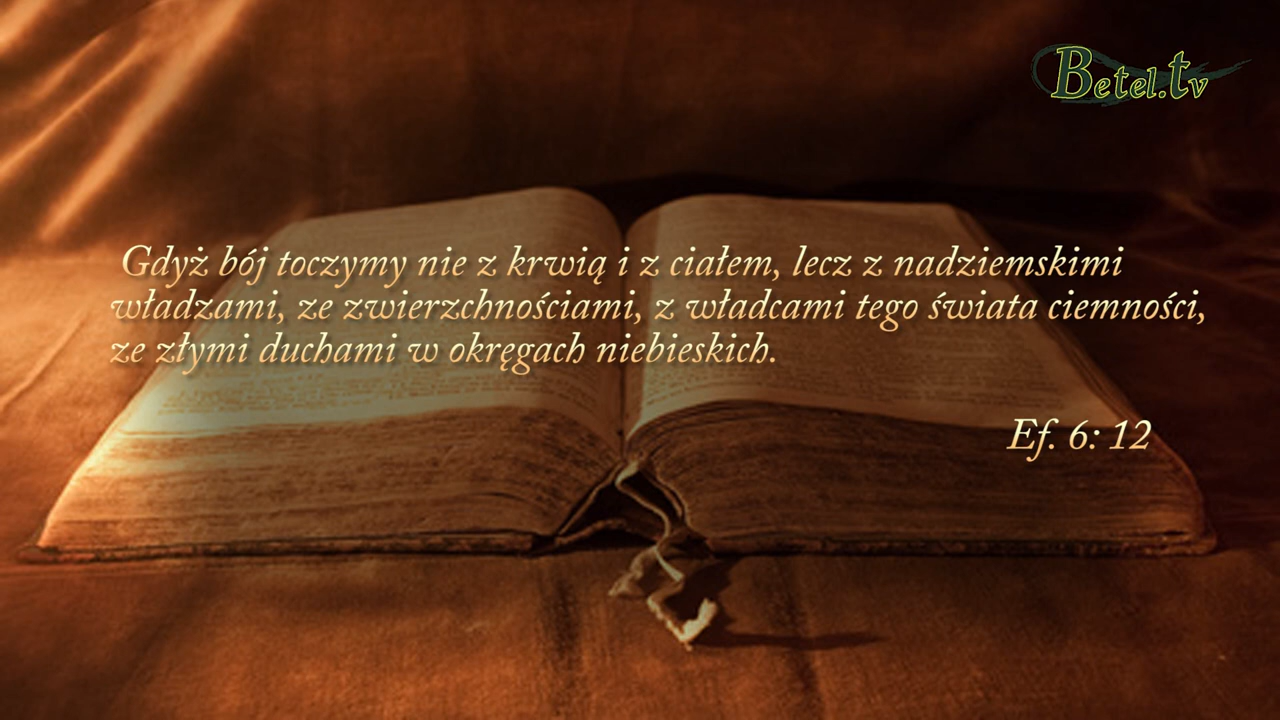 Betel.tv
Gdyż bój toczymy nie z krwią i z ciałem, lecz z nadziemskimi
władzami, ze zwierzchnościami, z władcami tego świata ciemności,
ze złymi duchami w okręgach niebieskich.
Ef. 6: 12